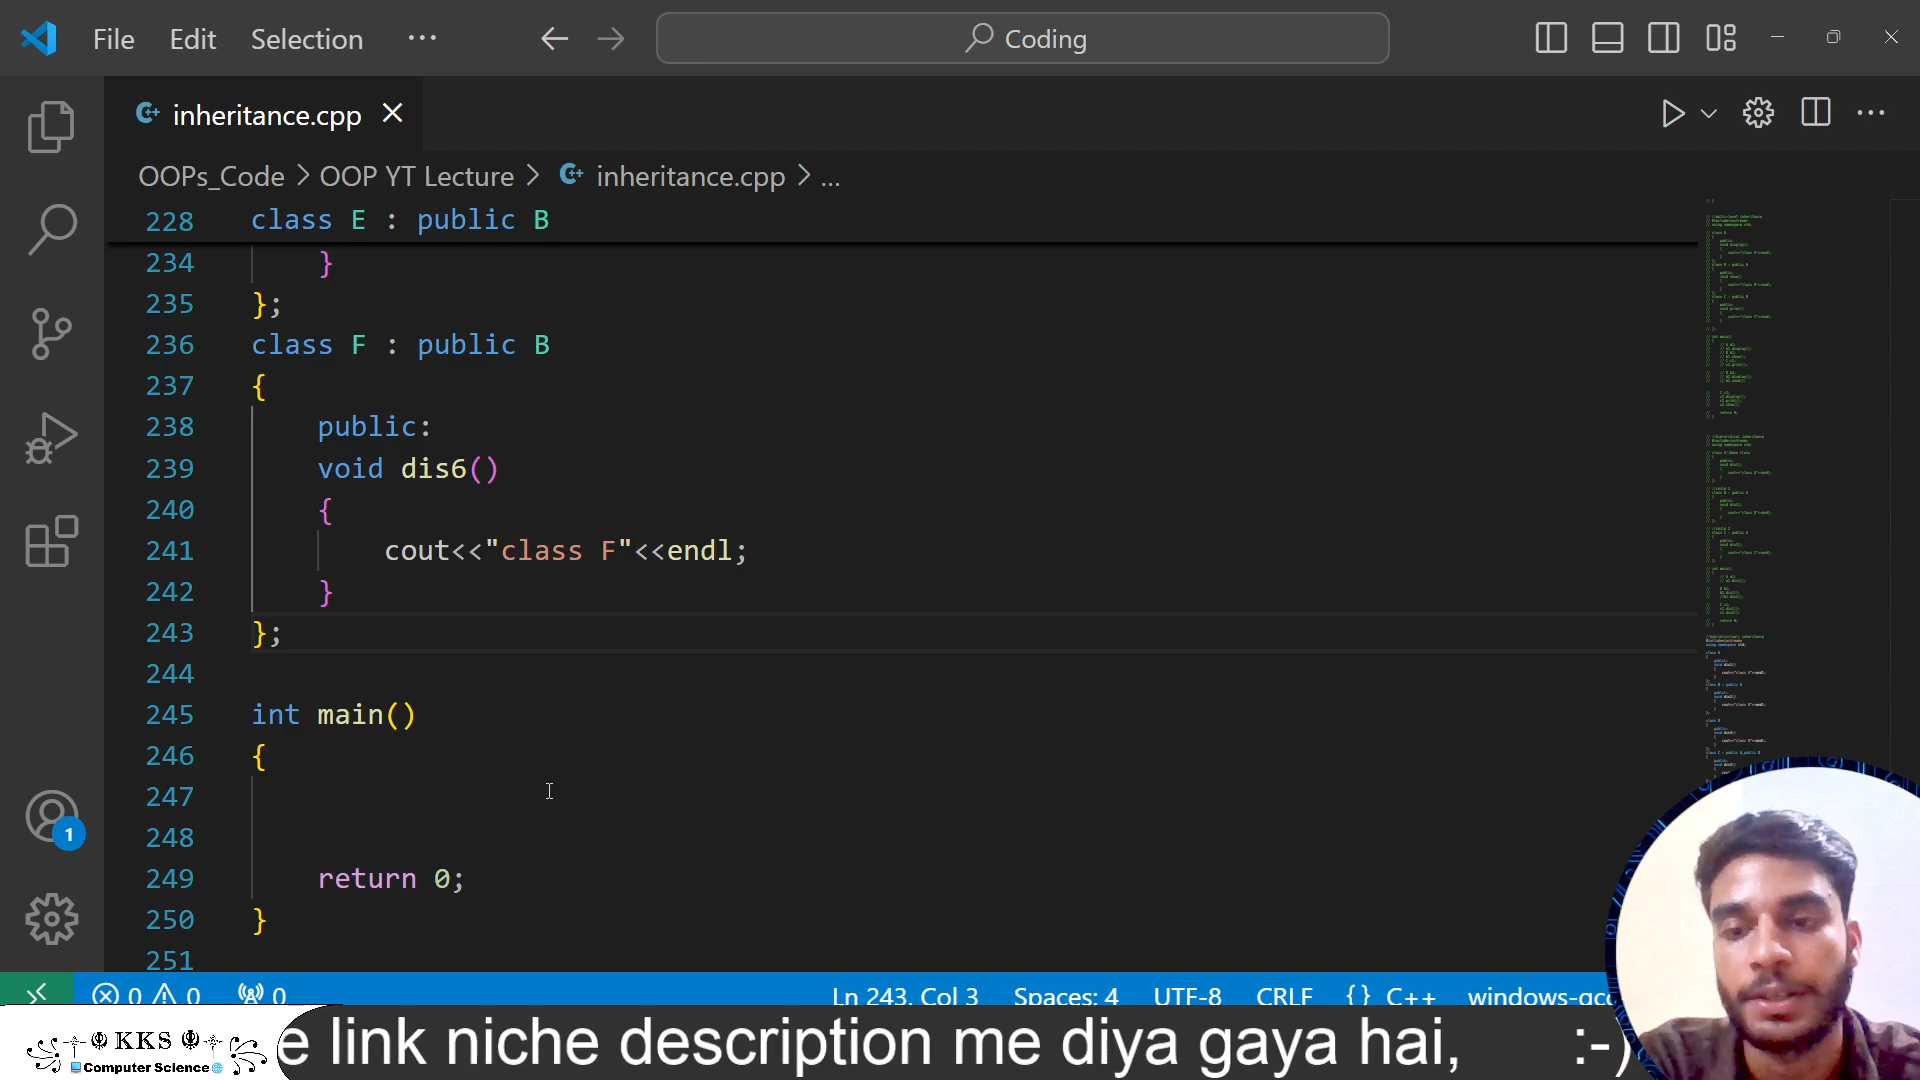 File Edit Selection ... Coding
inheritance.cpp
OOPs_Code > OOP YT Lecture > inheritance.cpp > ...
228 class E : public B
234 }
235 };
236 class F : public B
237 {
238 public:
239 void dis6()
240 {
241 cout<<"class F"<<endl;
242 }
243 };
244
245 int main()
246 {
247
248
249 return 0;
250 }
251
1
0 0 0 Ln 243, Col 3 Spaces: 4 UTF-8 CRLF {} C++ windows-gcc
KKS
Computer Science
e link niche description me diya gaya hai, :-)